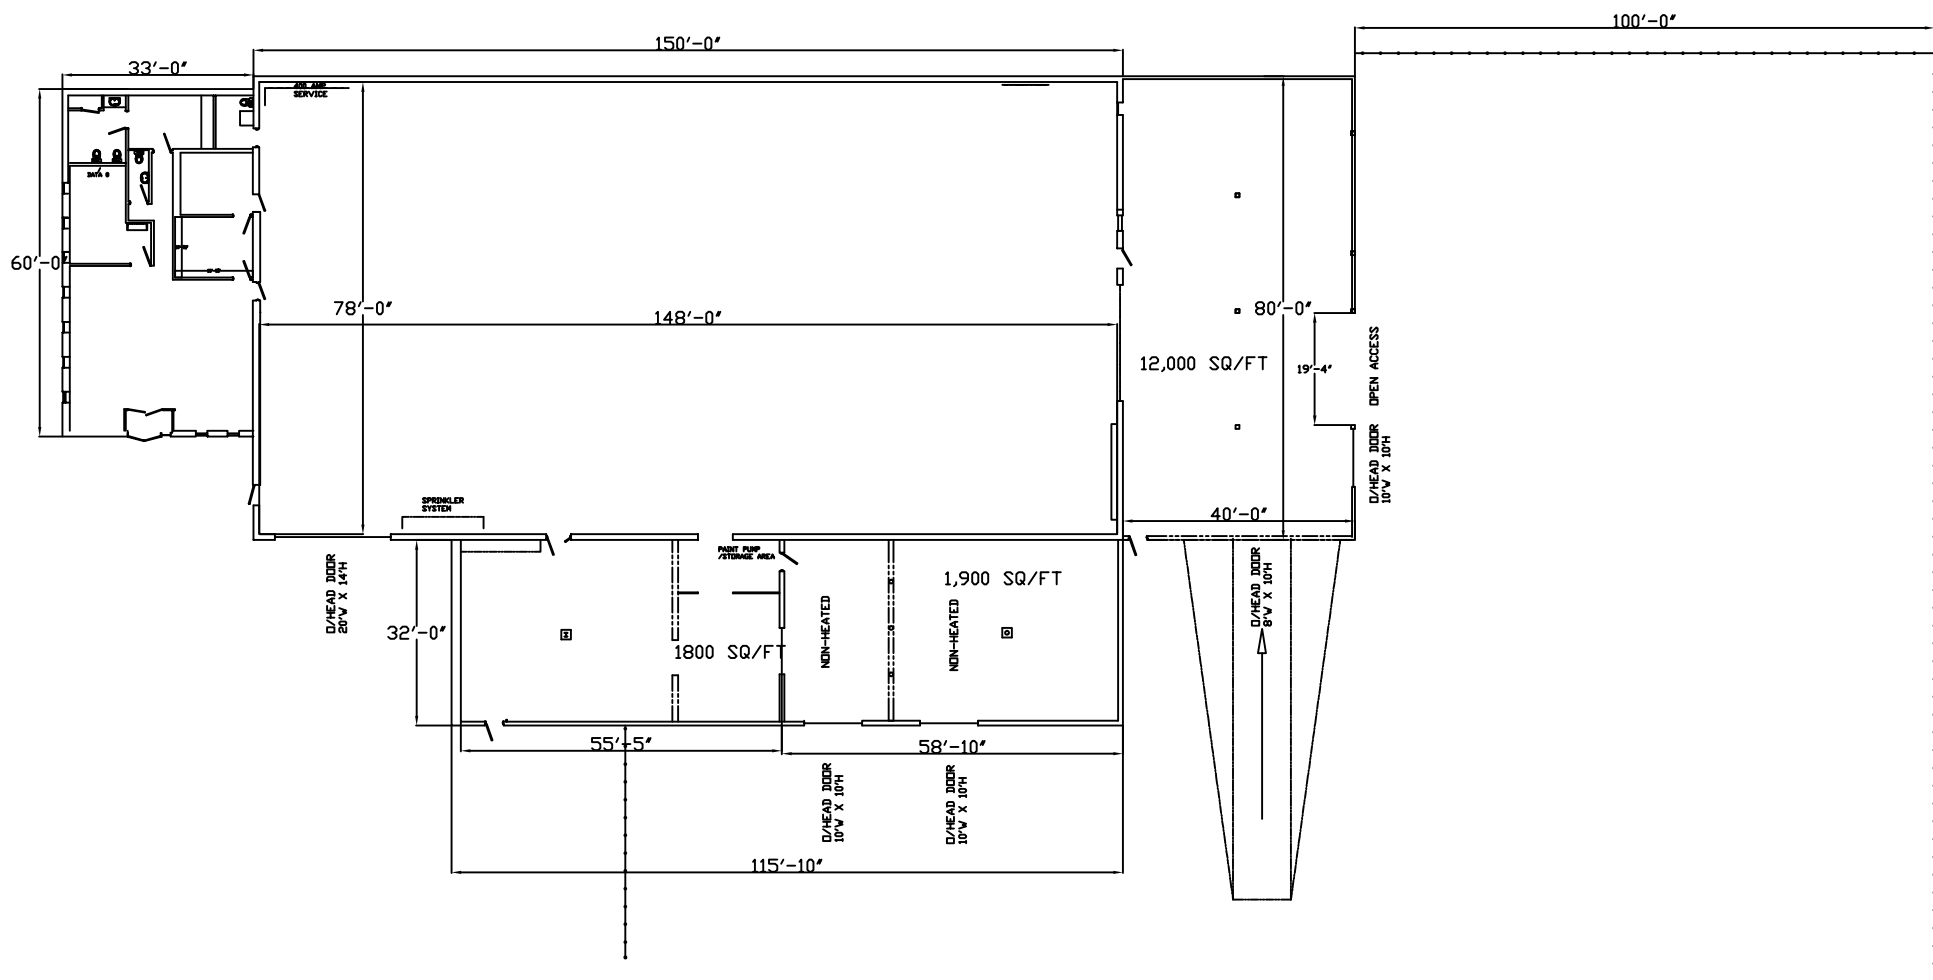 100'-0"
150'-0"
33'-0"
400 AMP
SERVICE
DATA 0
60'-0"
78'-0"
80'-0"
148'-0"
12,000 SQ/FT
19'-4"
OPEN ACCESS
O/HEAD DOOR
10'W X 10'H
SPRINKLER
SYSTEM
40'-0"
PAINT PUMP
/STORAGE AREA
O/HEAD DOOR
20'W X 14'H
32'-0"
1,900 SQ/FT
O/HEAD DOOR
8'W X 10'H
NON-HEATED
NON-HEATED
1800 SQ/FT
55'-5"
58'-10"
O/HEAD DOOR
10'W X 10'H
O/HEAD DOOR
10'W X 10'H
115'-10"